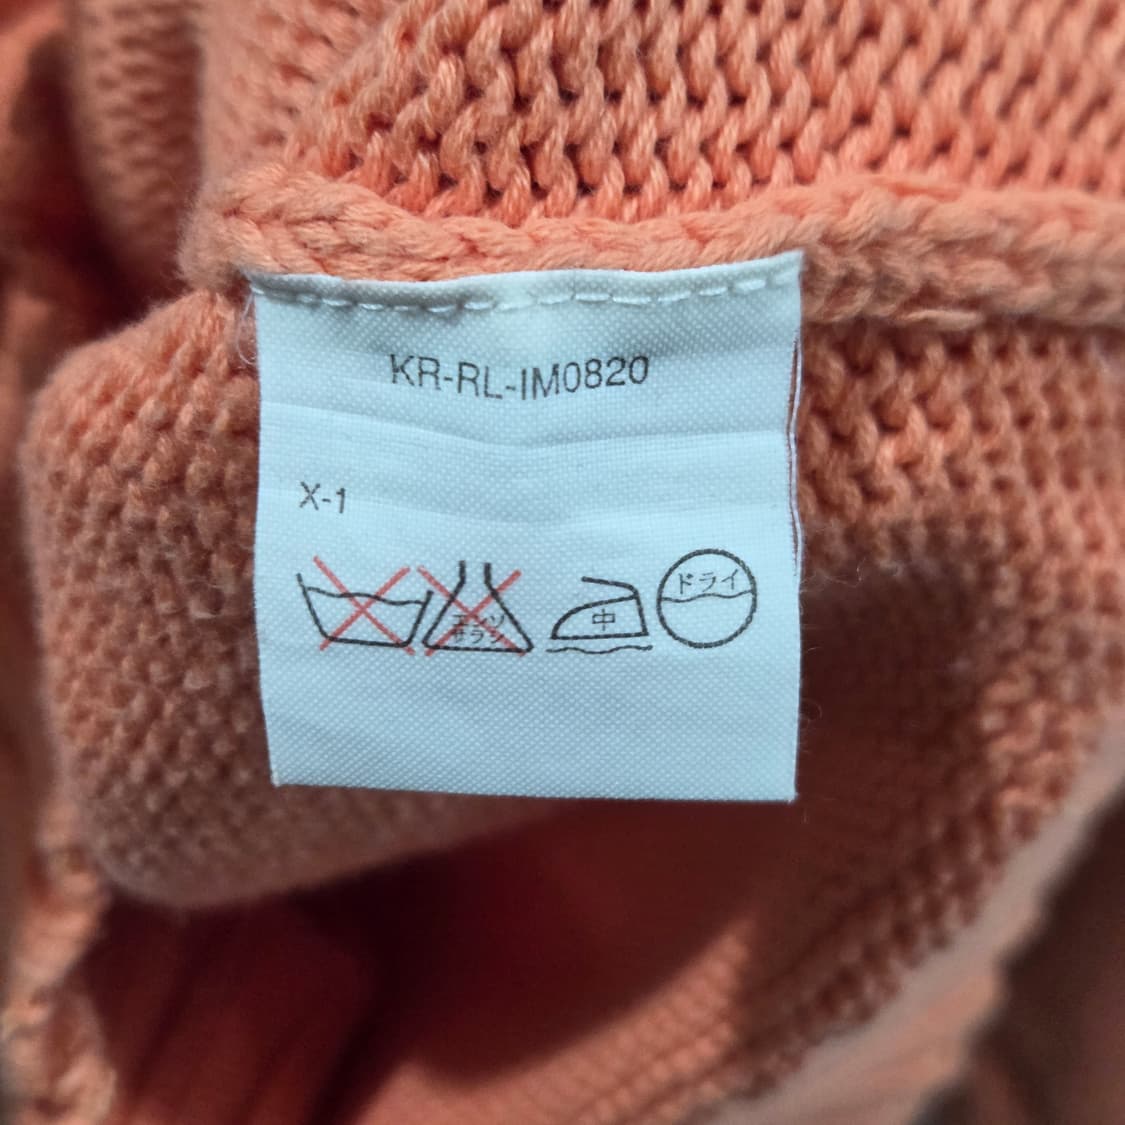 KR-RL-IM0820
X-1
エンソ
サラシ
中
ドライ